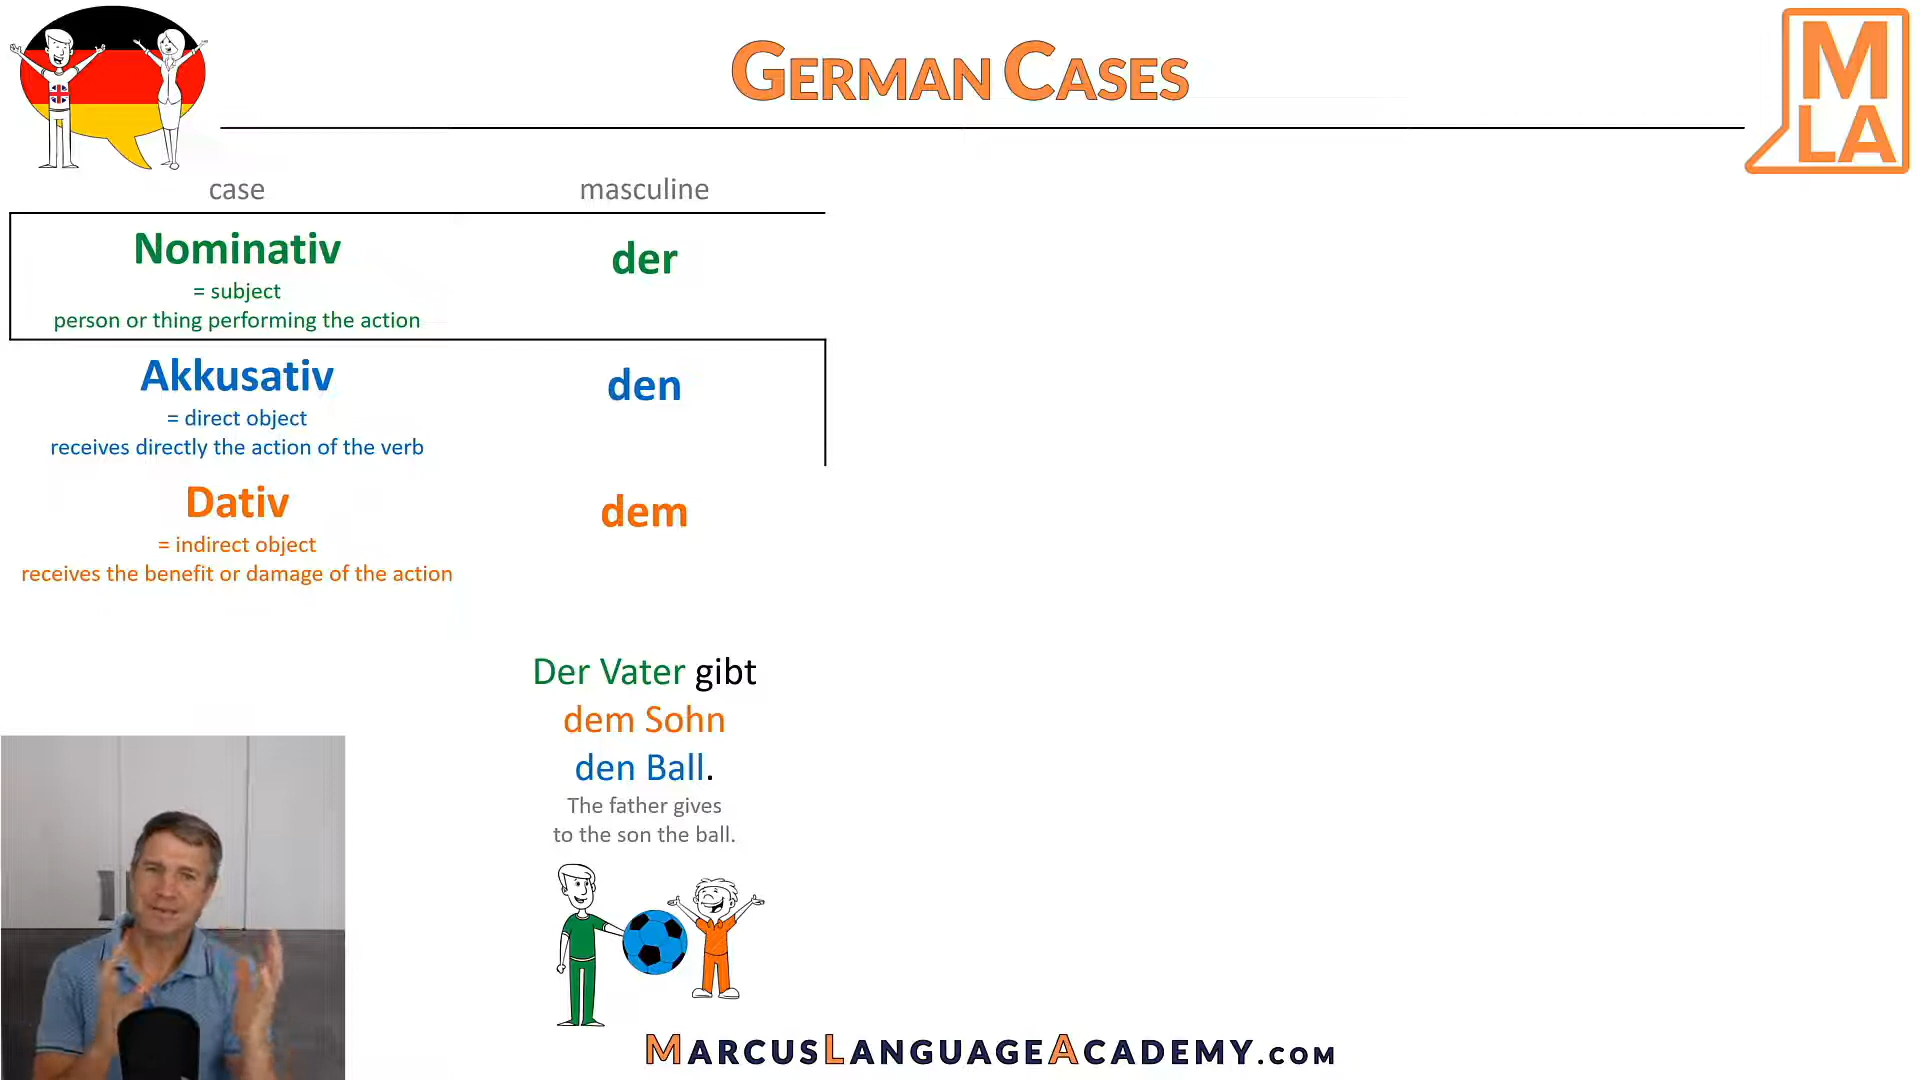 GERMAN CASES
M
LA
case
masculine
Nominativ
der
= subject
person or thing performing the action
Akkusativ
den
= direct object
receives directly the action of the verb
Dativ
dem
= indirect object
receives the benefit or damage of the action
Der Vater gibt
dem Sohn
den Ball.
The father gives
to the son the ball.
MARCUSLANGUAGEACADEMY.COM